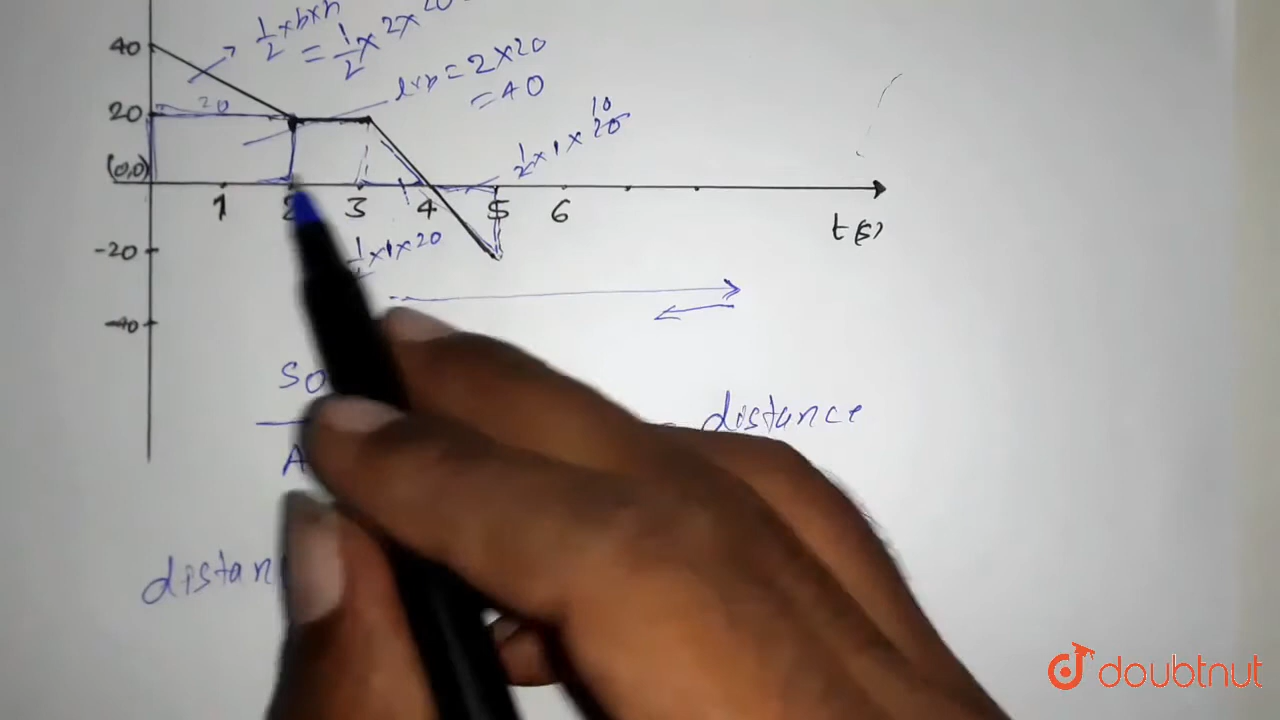 40
1/2 × b × h
= 1/2 × 2 × 20
l × b = 2 × 20
= 40
20
20
10
1/2 × 1 × 20
(0,0)
1 2 3 4 5 6
t(s)
-20
1/2 × 1 × 20
-40
distance
doubtnut